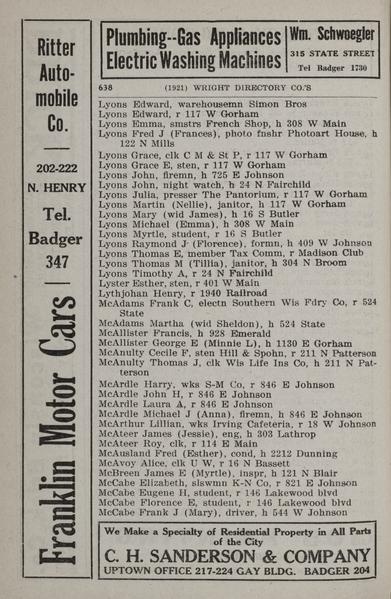 Ritter
Auto-
mobile
Co.
202-222
N. HENRY
Tel.
Badger
347
Franklin Motor Cars
Plumbing--Gas Appliances
Electric Washing Machines
Wm. Schwoegler
315 STATE STREET
Tel Badger 1730
638 (1921) WRIGHT DIRECTORY CO.'S
Lyons Edward, warehousemn Simon Bros
Lyons Edward, r 117 W Gorham
Lyons Emma, smstrs French Shop, h 308 W Main
Lyons Fred J (Frances), photo fnshr Photoart House, h
122 N Mills
Lyons Grace, clk C M & St P, r 117 W Gorham
Lyons Grace E, sten, r 117 W Gorham
Lyons John, firemn, h 725 E Johnson
Lyons John, night watch, h 24 N Fairchild
Lyons Julia, presser The Pantorium, r 117 W Gorham
Lyons Martin (Nellie), janitor, h 117 W Gorham
Lyons Mary (wid James), h 16 S Butler
Lyons Michael (Emma), h 308 W Main
Lyons Myrtle, student, r 16 S Butler
Lyons Raymond J (Florence), formn, h 409 W Johnson
Lyons Thomas E, member Tax Comm, r Madison Club
Lyons Thomas M (Tillia), janitor, h 304 N Broom
Lyons Timothy A, r 24 N Fairchild
Lyster Esther, sten, r 401 W Main
Lythjohan Henry, r 1940 Railroad
McAdams Frank C, electn Southern Wis Fdry Co, r 524
State
McAdams Martha (wid Sheldon), h 524 State
McAllister Francis, h 928 Emerald
McAllister George E (Minnie L), h 1130 E Gorham
McAnulty Cecile F, sten Hill & Spohn, r 211 N Patterson
McAnulty Thomas J, clk Wis Life Ins Co, h 211 N Pat-
terson
McArdle Harry, wks S-M Co, r 846 E Johnson
McArdle John H, r 846 E Johnson
McArdle Laura A, r 846 E Johnson
McArdle Michael J (Anna), firemn, h 846 E Johnson
McArthur Lillian, wks Irving Cafeteria, r 18 W Johnson
McAteer James (Jessie), eng, h 303 Lathrop
McAteer Roy, clk, r 114 E Main
McAusland Fred (Esther), cond, h 2212 Dunning
McAvoy Alice, clk U W, r 16 N Bassett
McBreen James E (Myrtle), inspr, h 121 N Blair
McCabe Elizabeth, slswmn K-N Co, r 821 E Johnson
McCabe Eugene H, student, r 146 Lakewood blvd
McCabe Florence E, student, r 146 Lakewood blvd
McCabe Frank J (Mary), driver, h 544 W Johnson
We Make a Specialty of Residential Property in All Parts
of the City
C. H. SANDERSON & COMPANY
UPTOWN OFFICE 217-224 GAY BLDG. BADGER 204